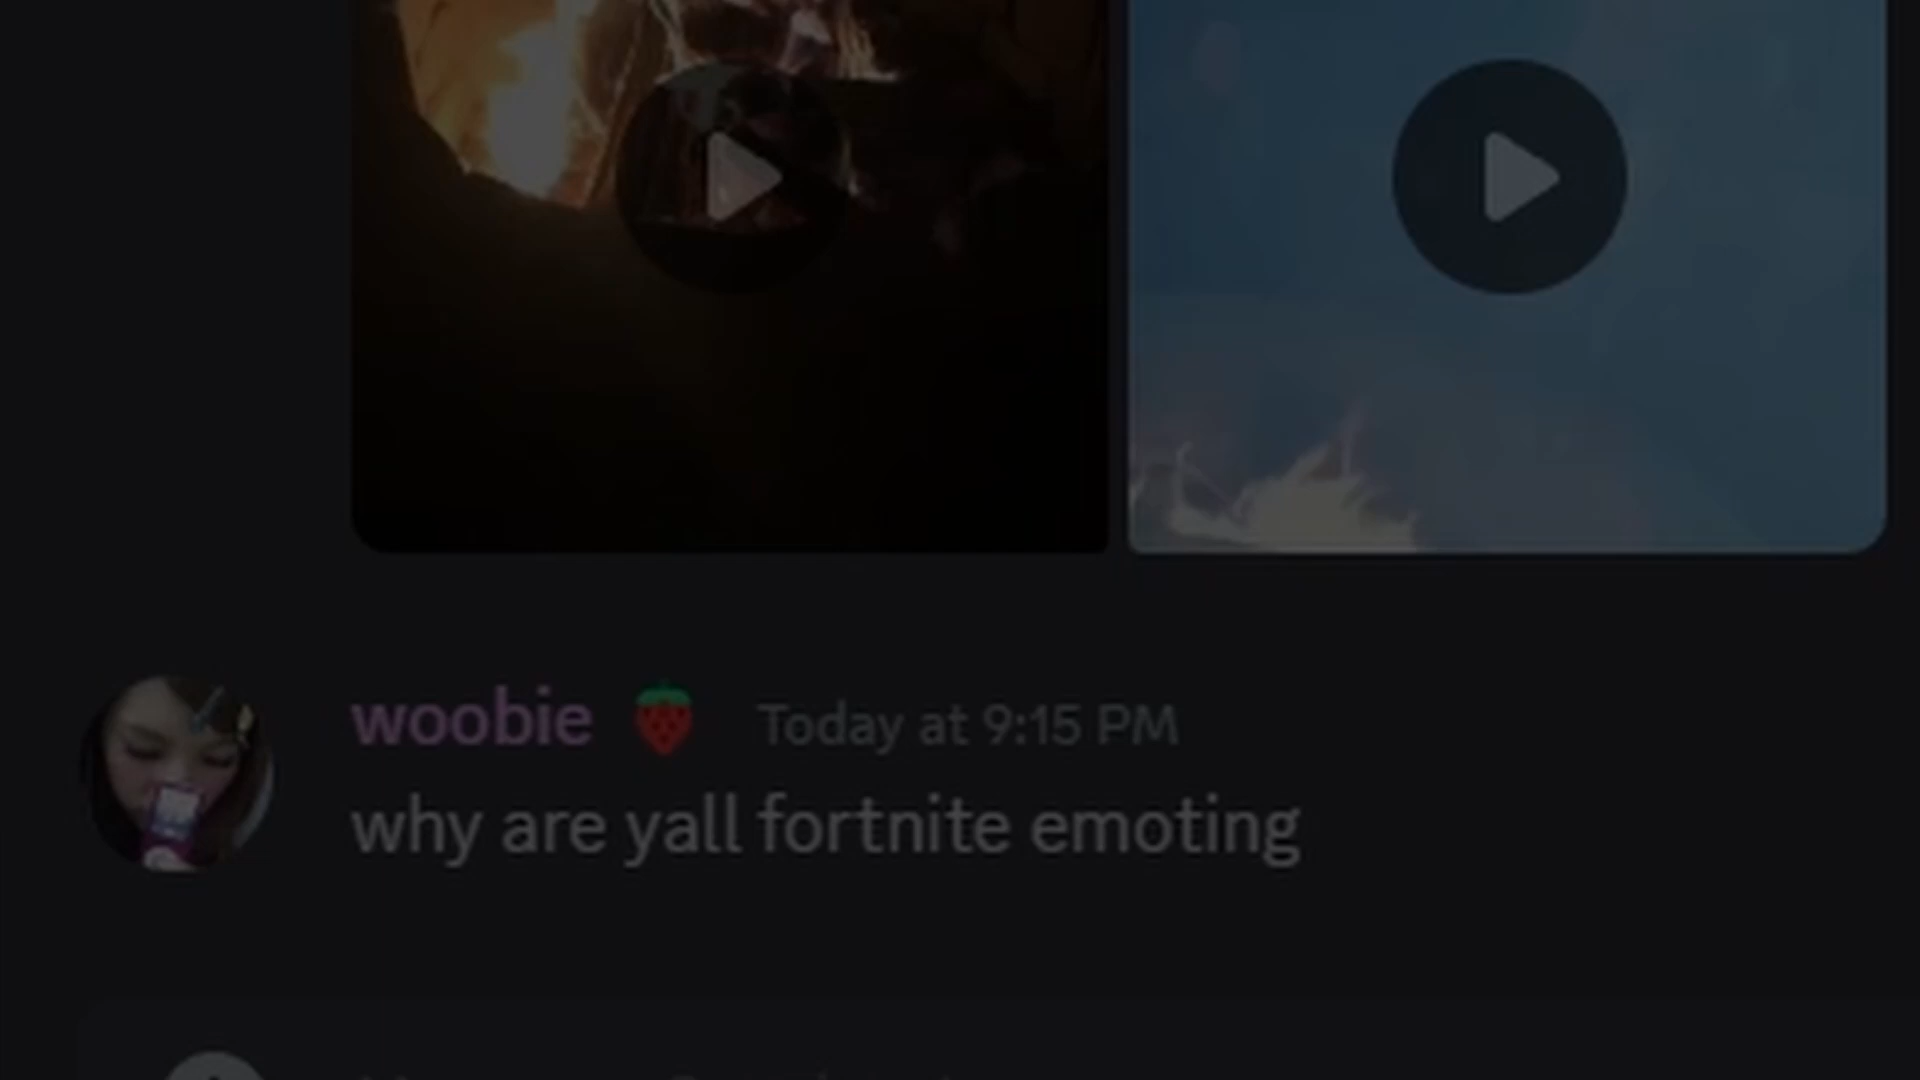 woobie 🍓 Today at 9:15 PM
why are yall fortnite emoting